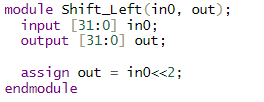 module Shift_Left(in0, out);
input [31:0] in0;
output [31:0] out;
assign out = in0<<2;
endmodule